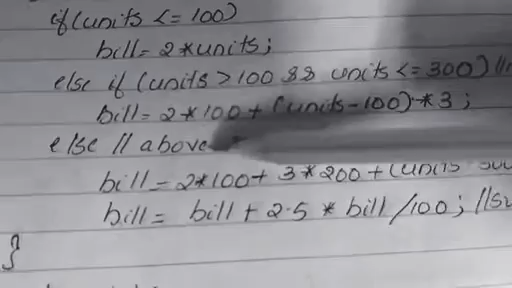 if(units <= 100)
bill = 2*units;
else if (units > 100 && units <= 300) //
bill = 2*100+(units-100)*3;
else // above
bill = 2*100+ 3*200 +(units
bill = bill + 2.5 * bill /100; //su
}